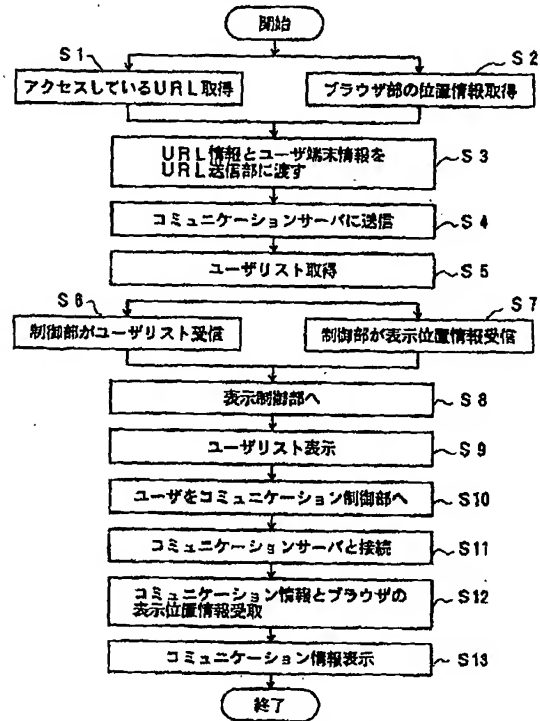 開始
S1
アクセスしているURL取得
S2
ブラウザ部の位置情報取得
URL情報とユーザ端末情報を
URL送信部に渡す
S3
コミュニケーションサーバに送信
S4
ユーザリスト取得
S5
S6
制御部がユーザリスト受信
S7
制御部が表示位置情報受信
表示制御部へ
S8
ユーザリスト表示
S9
ユーザをコミュニケーション制御部へ
S10
コミュニケーションサーバと接続
S11
コミュニケーション情報とブラウザの
表示位置情報受取
S12
コミュニケーション情報表示
S13
終了